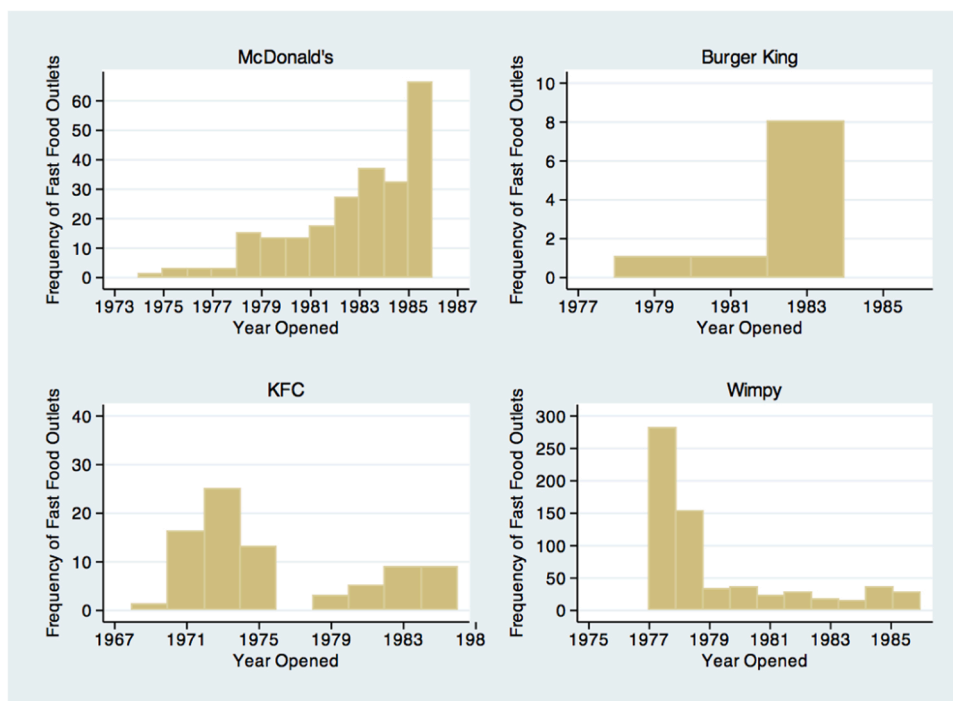 McDonald's
Frequency of Fast Food Outlets
60
50
40
30
20
10
0
1973 1975 1977 1979 1981 1983 1985 1987
Year Opened
Burger King
Frequency of Fast Food Outlets
10
8
6
4
2
0
1977 1979 1981 1983 1985
Year Opened
KFC
Frequency of Fast Food Outlets
40
30
20
10
0
1967 1971 1975 1979 1983 198
Year Opened
Wimpy
Frequency of Fast Food Outlets
300
250
200
150
100
50
0
1975 1977 1979 1981 1983 1985
Year Opened